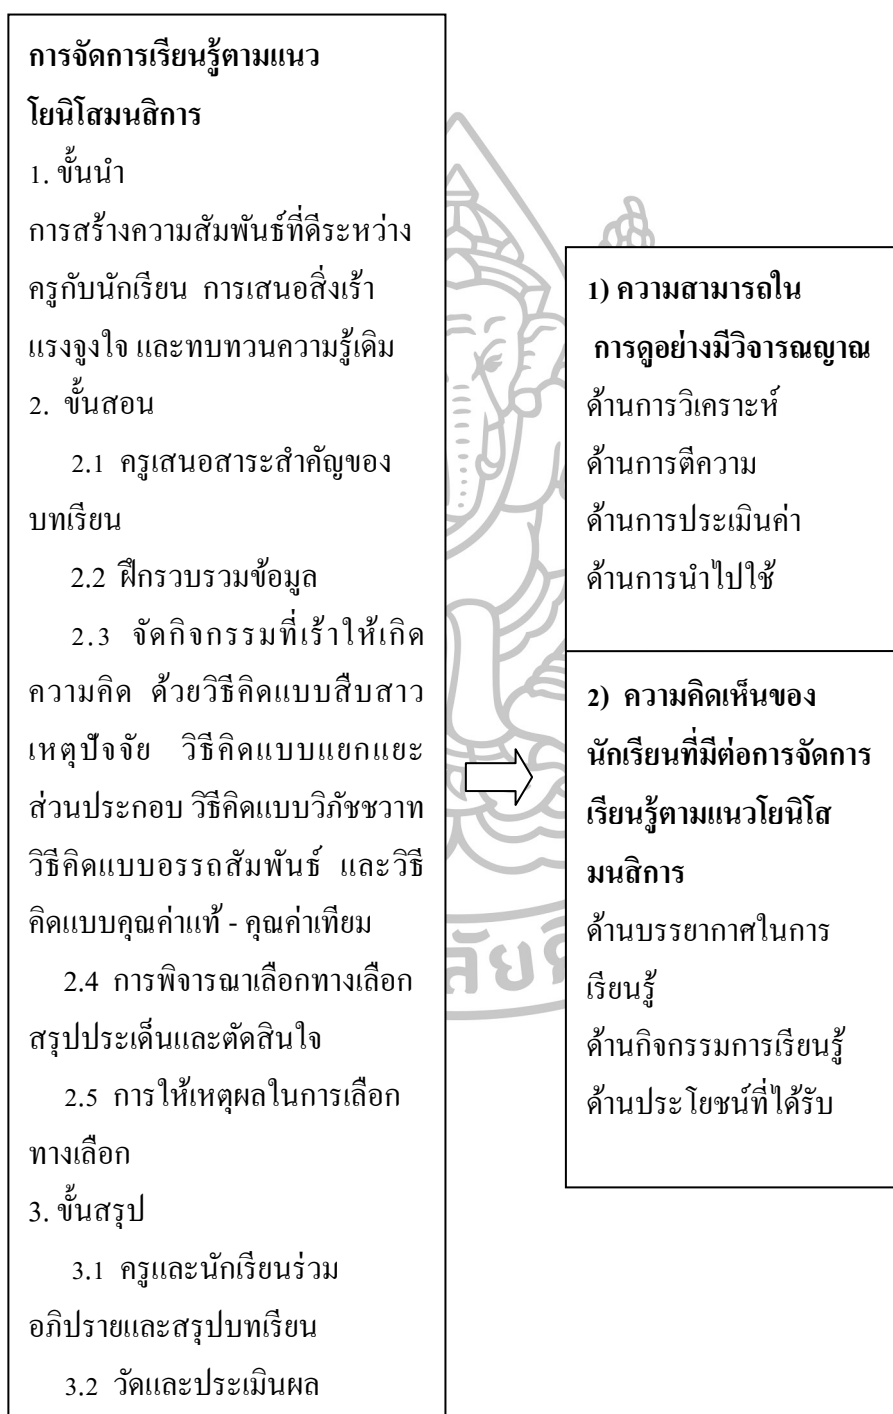 การจัดการเรียนรู้ตามแนว
โยนิโสมนสิการ
1. ขั้นนำ
การสร้างความสัมพันธ์ที่ดีระหว่าง
ครูกับนักเรียน การเสนอสิ่งเร้า
แรงจูงใจ และทบทวนความรู้เดิม
2. ขั้นสอน
2.1 ครูเสนอสาระสำคัญของ
บทเรียน
2.2 ฝึกรวบรวมข้อมูล
2.3 จัดกิจกรรมที่เร้าให้เกิด
ความคิด ด้วยวิธีคิดแบบสืบสาว
เหตุปัจจัย วิธีคิดแบบแยกแยะ
ส่วนประกอบ วิธีคิดแบบวิภัชชวาท
วิธีคิดแบบอรรถสัมพันธ์ และวิธี
คิดแบบคุณค่าแท้ - คุณค่าเทียม
2.4 การพิจารณาเลือกทางเลือก
สรุปประเด็นและตัดสินใจ
2.5 การให้เหตุผลในการเลือก
ทางเลือก
3. ขั้นสรุป
3.1 ครูและนักเรียนร่วม
อภิปรายและสรุปบทเรียน
3.2 วัดและประเมินผล
1) ความสามารถใน
การดูอย่างมีวิจารณญาณ
ด้านการวิเคราะห์
ด้านการตีความ
ด้านการประเมินค่า
ด้านการนำไปใช้
2) ความคิดเห็นของ
นักเรียนที่มีต่อการจัดการ
เรียนรู้ตามแนวโยนิโส
มนสิการ
ด้านบรรยากาศในการ
เรียนรู้
ด้านกิจกรรมการเรียนรู้
ด้านประโยชน์ที่ได้รับ